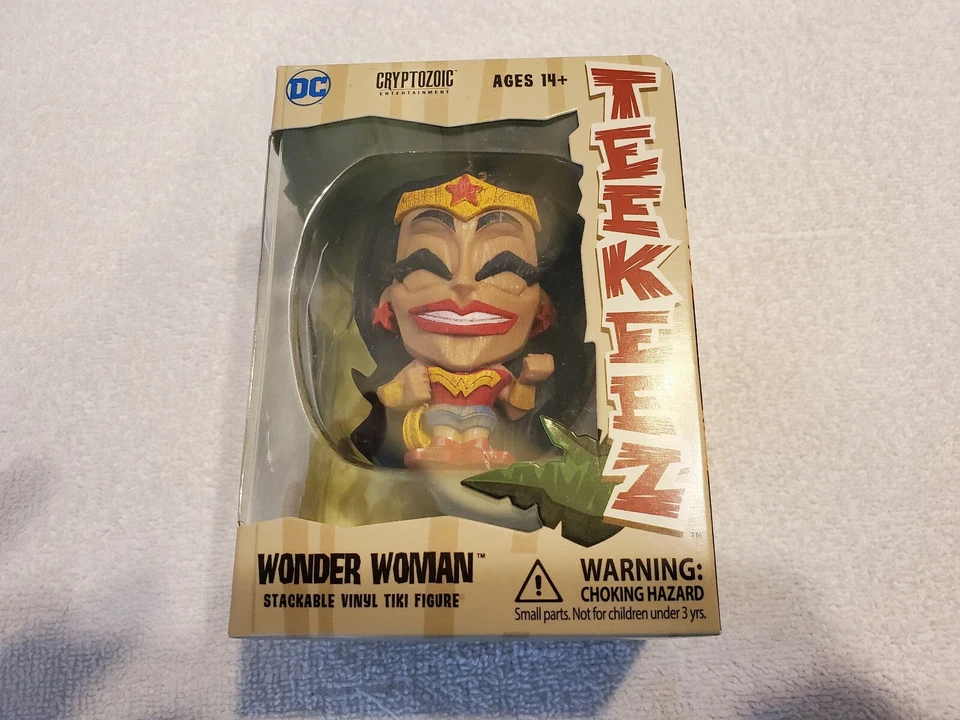 DC
CRYPTOZOIC™
ENTERTAINMENT
AGES 14+
TEEKEEZ
™
WONDER WOMAN™
STACKABLE VINYL TIKI FIGURE
WARNING:
CHOKING HAZARD
Small parts. Not for children under 3 yrs.